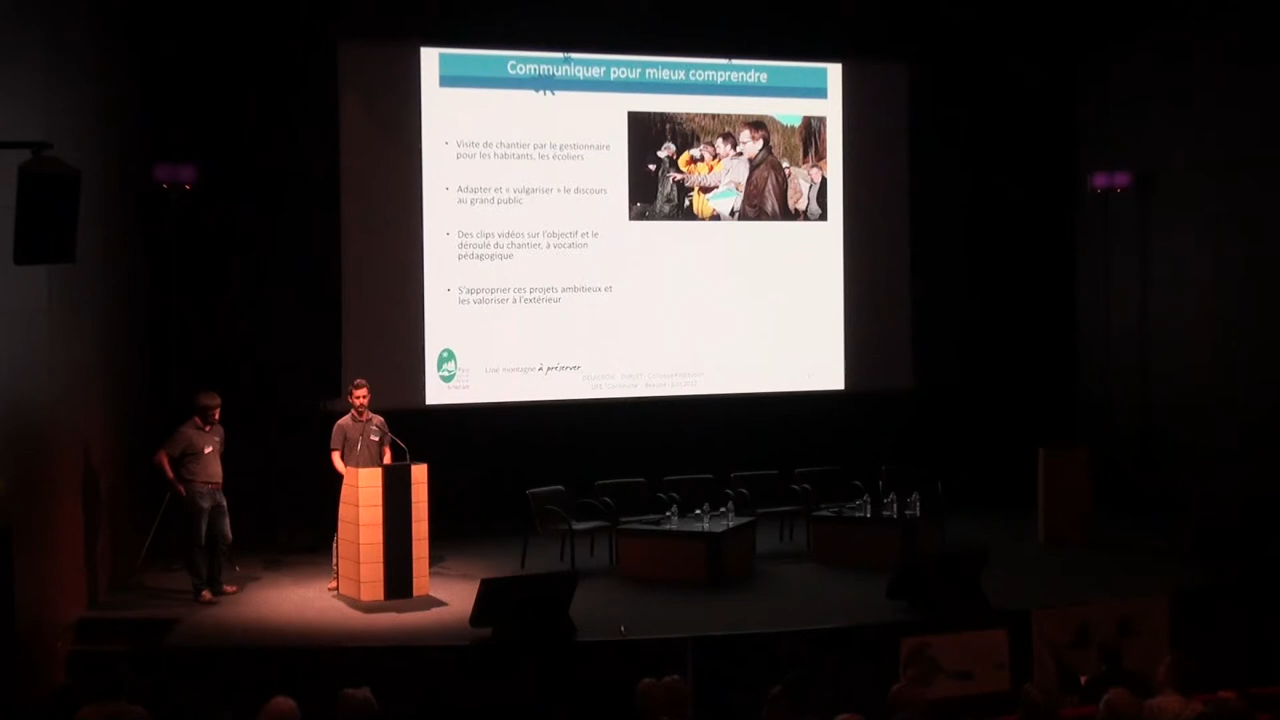 Communiquer pour mieux comprendre
• Visite de chantier par le gestionnaire
pour les habitants, les écoliers
• Adapter et « vulgariser » le discours
au grand public
• Des clips vidéos sur l'objectif et le
déroulé du chantier, à vocation
pédagogique
• S'approprier ces projets ambitieux et
les valoriser à l'extérieur
Une montagne à préserver